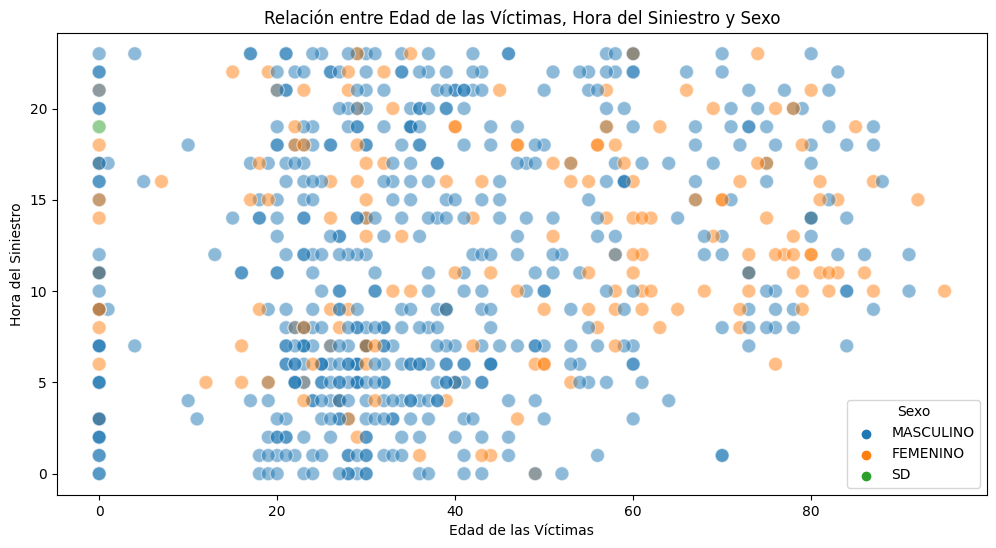 Relación entre Edad de las Víctimas, Hora del Siniestro y Sexo
Hora del Siniestro
20
15
10
5
0
0 20 40 60 80
Edad de las Víctimas
Sexo
MASCULINO
FEMENINO
SD